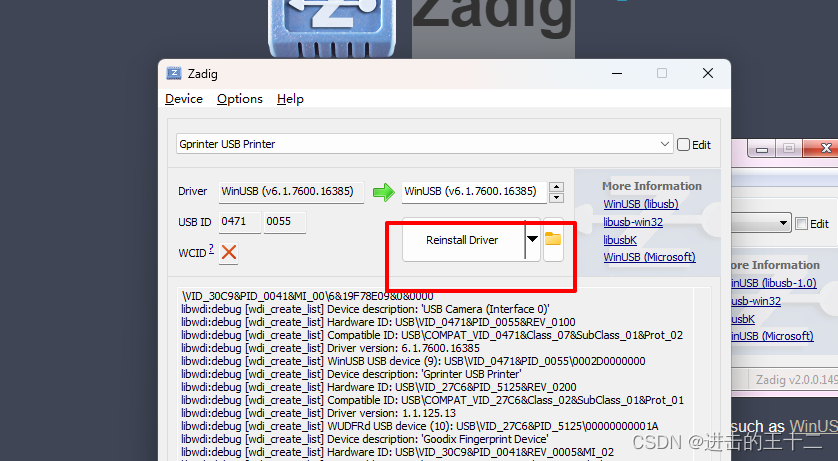 Zadig
Zadig
Device Options Help
Gprinter USB Printer
Edit
Driver WinUSB (v6.1.7600.16385) WinUSB (v6.1.7600.16385)
More Information
WinUSB (libusb)
libusb-win32
libusbK
WinUSB (Microsoft)
USB ID 0471 0055
Reinstall Driver
WCID ?
Edit
ore Information
inUSB (libusb-1.0)
usb-win32
usbK
inUSB (Microsoft)
Zadig v2.0.0.149
\VID_30C9&PID_0041&MI_00\6&19F78E09&0&0000
libwdi:debug [wdi_create_list] Device description: 'USB Camera (Interface 0)'
libwdi:debug [wdi_create_list] Hardware ID: USB\VID_0471&PID_0055&REV_0100
libwdi:debug [wdi_create_list] Compatible ID: USB\COMPAT_VID_0471&Class_07&SubClass_01&Prot_02
libwdi:debug [wdi_create_list] Driver version: 6.1.7600.16385
libwdi:debug [wdi_create_list] WinUSB USB device (9): USB\VID_0471&PID_0055\0002D0000000
libwdi:debug [wdi_create_list] Device description: 'Gprinter USB Printer'
libwdi:debug [wdi_create_list] Hardware ID: USB\VID_27C6&PID_5125&REV_0200
libwdi:debug [wdi_create_list] Compatible ID: USB\COMPAT_VID_27C6&Class_02&SubClass_01&Prot_01
libwdi:debug [wdi_create_list] Driver version: 1.1.125.13
libwdi:debug [wdi_create_list] WUDFRd USB device (10): USB\VID_27C6&PID_5125\00000000001A
libwdi:debug [wdi_create_list] Device description: 'Goodix Fingerprint Device'
libwdi:debug [wdi_create_list] Hardware ID: USB\VID_30C9&PID_0041&REV_0005&MI_02
such as WinUS
CSDN @进击的王十二